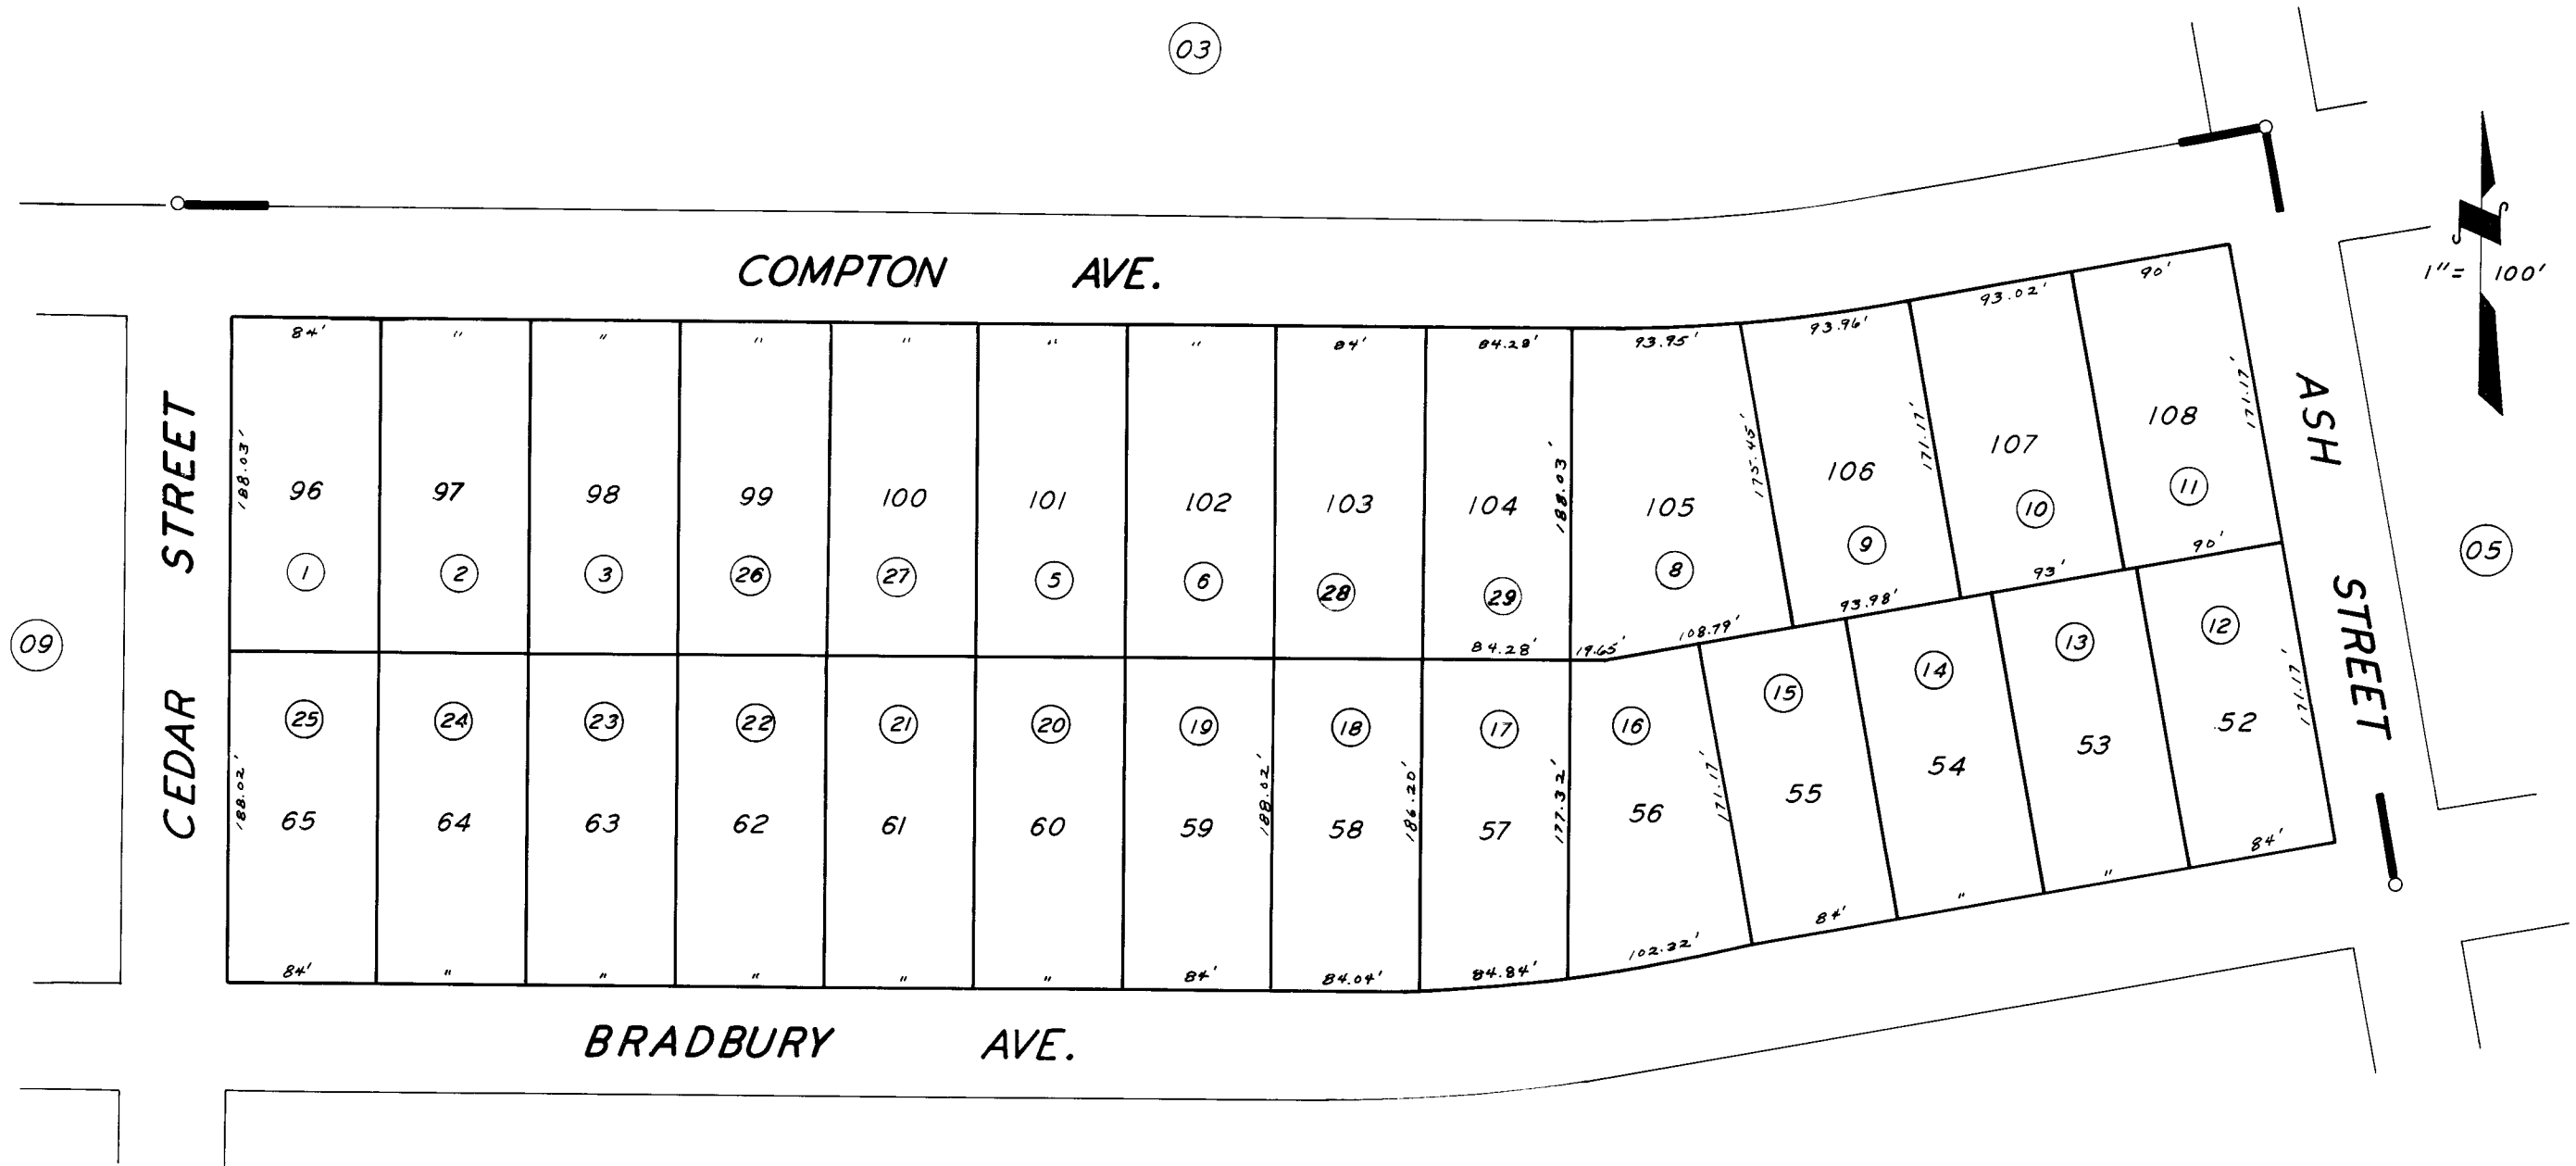 03
COMPTON AVE.
1"= 100'
84' " " " " " " 84' 84.28' 93.95' 93.96' 93.02' 90'
188.03' 188.03' 175.45' 171.17' 171.17'
96 97 98 99 100 101 102 103 104 105 106 107 108
1 2 3 26 27 5 6 28 29 8 9 10 11
84.28' 19.65' 108.79' 93.98' 93' 90'
09
CEDAR STREET
ASH STREET
05
25 24 23 22 21 20 19 18 17 16 15 14 13 12
188.02' 188.02' 186.20' 177.32' 171.17' 171.17'
65 64 63 62 61 60 59 58 57 56 55 54 53 52
84' " " " " " 84' 84.04' 84.84' 102.32' 84' " " 84'
BRADBURY AVE.